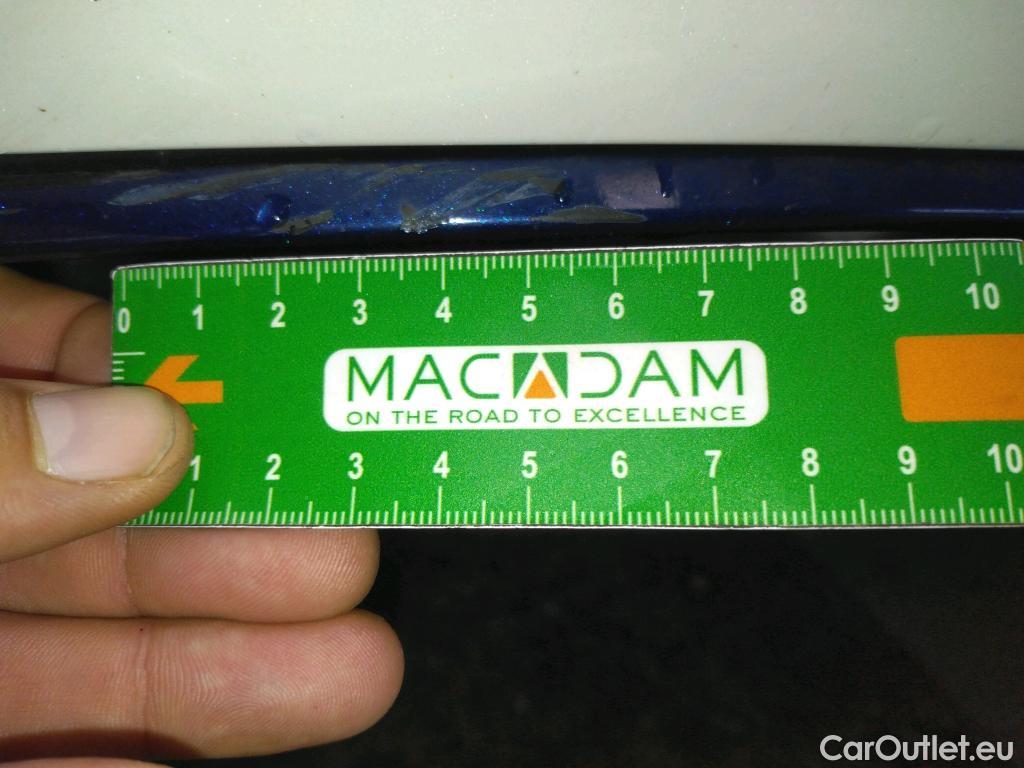 0 1 2 3 4 5 6 7 8 9 10
MACADAM
ON THE ROAD TO EXCELLENCE
1 2 3 4 5 6 7 8 9 10
CarOutlet.eu